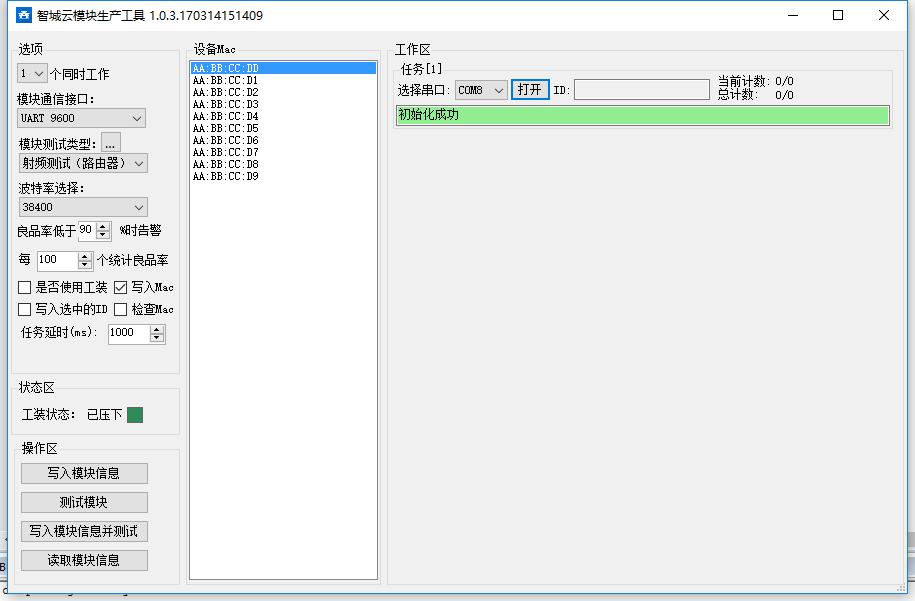 智城云模块生产工具 1.0.3.170314151409
选项
1 个同时工作
模块通信接口:
UART 9600
模块测试类型: ...
射频测试（路由器）
波特率选择:
38400
良品率低于 90 %时告警
每 100 个统计良品率
是否使用工装 写入Mac
写入选中的ID 检查Mac
任务延时(ms): 1000
状态区
工装状态: 已压下
操作区
写入模块信息
测试模块
写入模块信息并测试
读取模块信息
设备Mac
AA:BB:CC:DD
AA:BB:CC:D1
AA:BB:CC:D2
AA:BB:CC:D3
AA:BB:CC:D4
AA:BB:CC:D5
AA:BB:CC:D6
AA:BB:CC:D7
AA:BB:CC:D8
AA:BB:CC:D9
工作区
任务[1]
选择串口: COM8 打开 ID:
当前计数: 0/0
总计数: 0/0
初始化成功